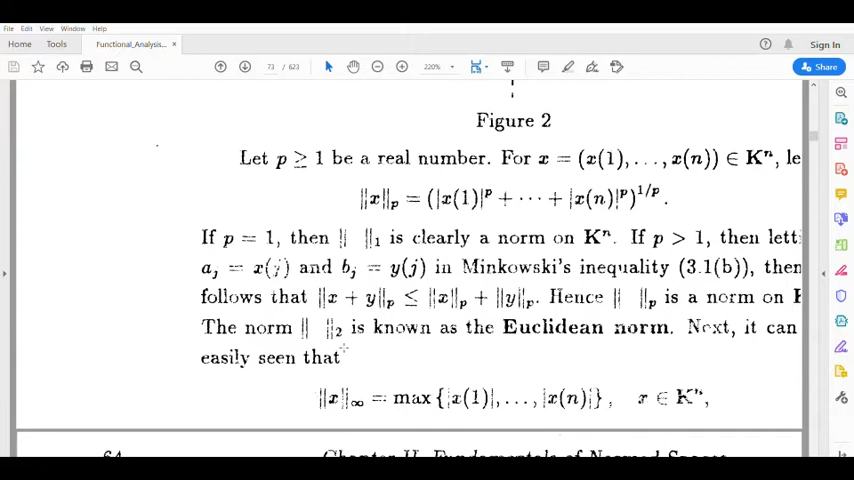 File Edit View Window Help
Home Tools Functional_Analysis... × Sign In
73 / 623 220% Share
Figure 2
Let p ≥ 1 be a real number. For x = (x(1), . . . , x(n)) ∈ Kⁿ, le
‖x‖ₚ = (|x(1)|ᵖ + · · · + |x(n)|ᵖ)^{1/p}.
If p = 1, then ‖ ‖₁ is clearly a norm on Kⁿ. If p > 1, then letti
aⱼ = x(j) and bⱼ = y(j) in Minkowski's inequality (3.1(b)), then
follows that ‖x + y‖ₚ ≤ ‖x‖ₚ + ‖y‖ₚ. Hence ‖ ‖ₚ is a norm on K
The norm ‖ ‖₂ is known as the Euclidean norm. Next, it can
easily seen that
‖x‖∞ = max {|x(1)|, . . . , |x(n)|} , x ∈ Kⁿ,
64 Chapter II Fundamentals of Normed Spaces